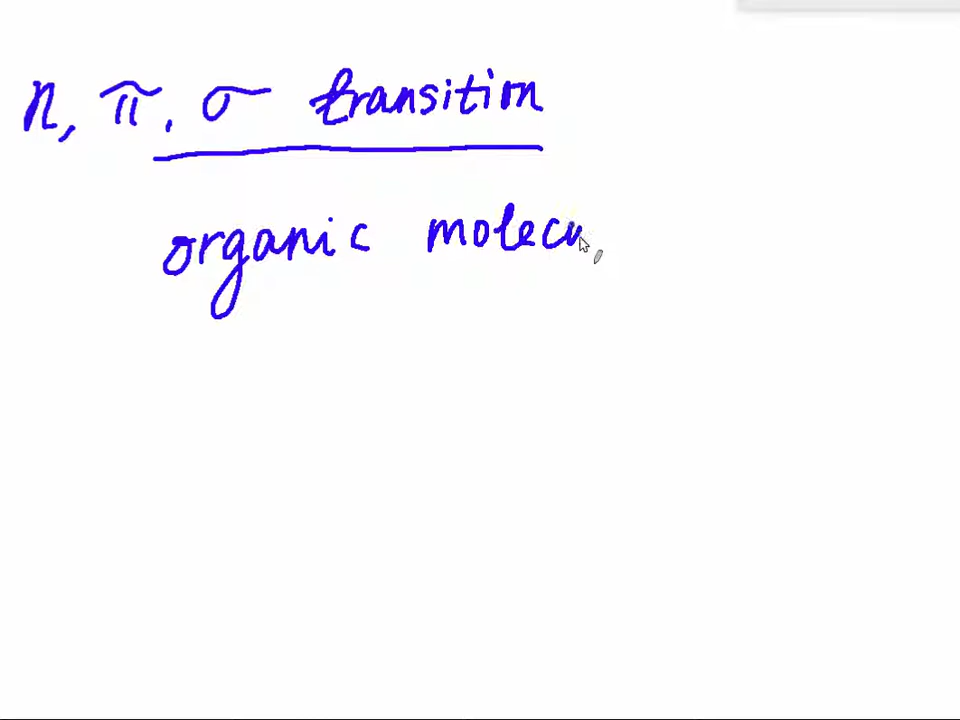 n, π, σ transition
organic molecu